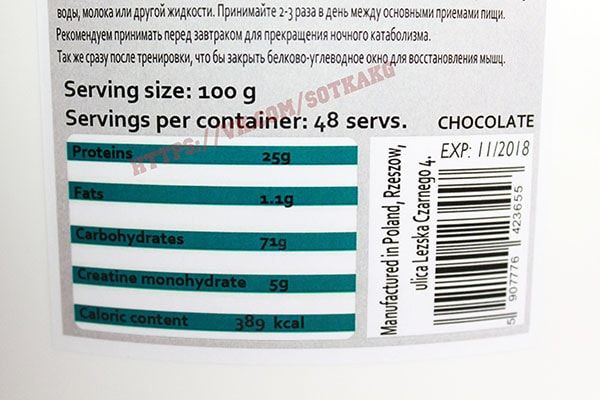 воды, молока или другой жидкости. Принимайте 2-3 раза в день между основными приемами пищи.
Рекомендуем принимать перед завтраком для прекращения ночного катаболизма.
Так же сразу после тренировки, что бы закрыть белково-углеводное окно для восстановления мышц.
Serving size: 100 g
Servings per container: 48 servs.
CHOCOLATE
HTTPS://VK.COM/SOTKAKG
Proteins 25g
Fats 1.1g
Carbohydrates 71g
Creatine monohydrate 5g
Caloric content 389 kcal
Manufactured in Poland, Rzeszow,
ulica Lezska Czarnego 4.
EXP: 11/2018
5 907776 423655